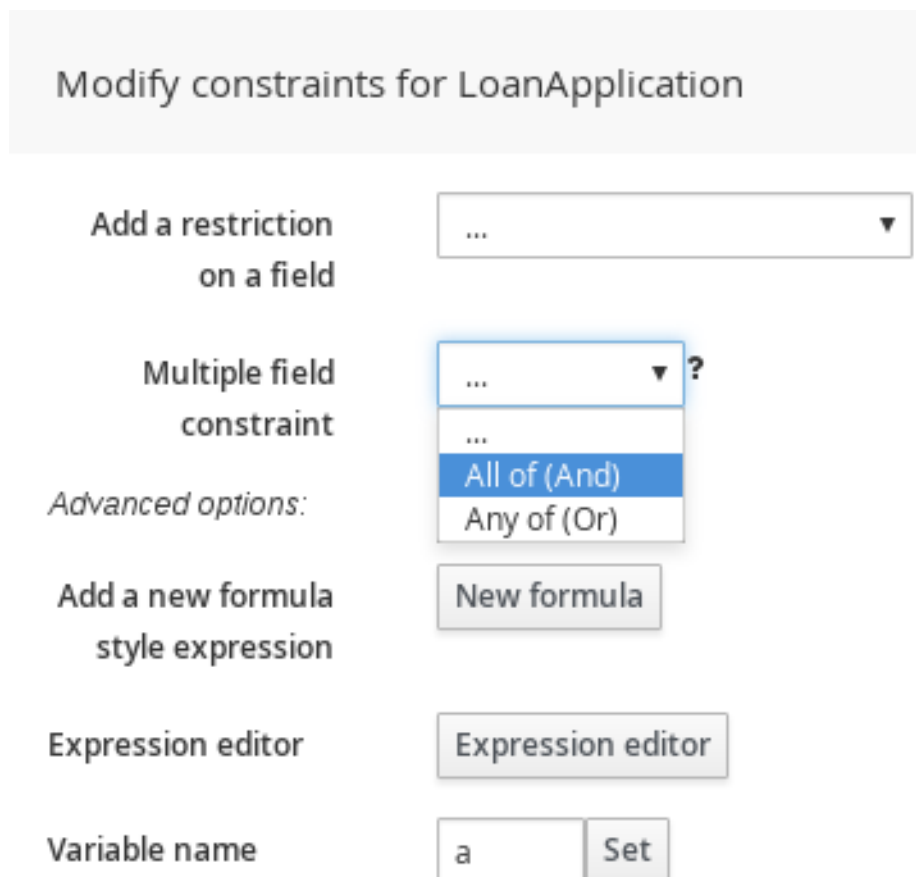 Modify constraints for LoanApplication
Add a restriction
on a field
...
Multiple field
constraint
... ?
...
All of (And)
Any of (Or)
Advanced options:
Add a new formula
style expression
New formula
Expression editor
Expression editor
Variable name
a
Set